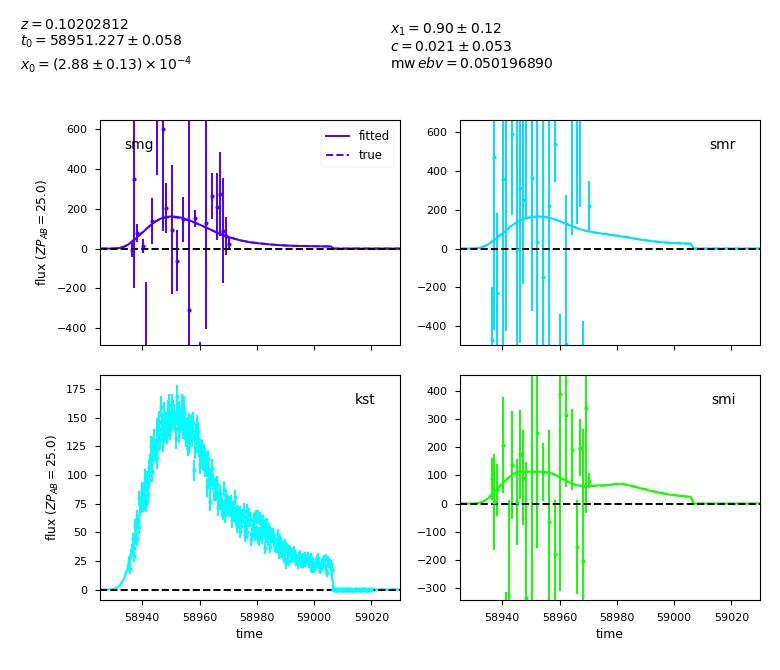 z = 0.10202812
t₀ = 58951.227 ± 0.058
x₀ = (2.88 ± 0.13) × 10⁻⁴
x₁ = 0.90 ± 0.12
c = 0.021 ± 0.053
mwebv = 0.050196890
smg
fitted
true
600
400
200
0
−200
−400
flux (ZP_AB = 25.0)
smr
600
400
200
0
−200
−400
kst
175
150
125
100
75
50
25
0
flux (ZP_AB = 25.0)
58940 58960 58980 59000 59020
time
smi
400
300
200
100
0
−100
−200
−300
58940 58960 58980 59000 59020
time